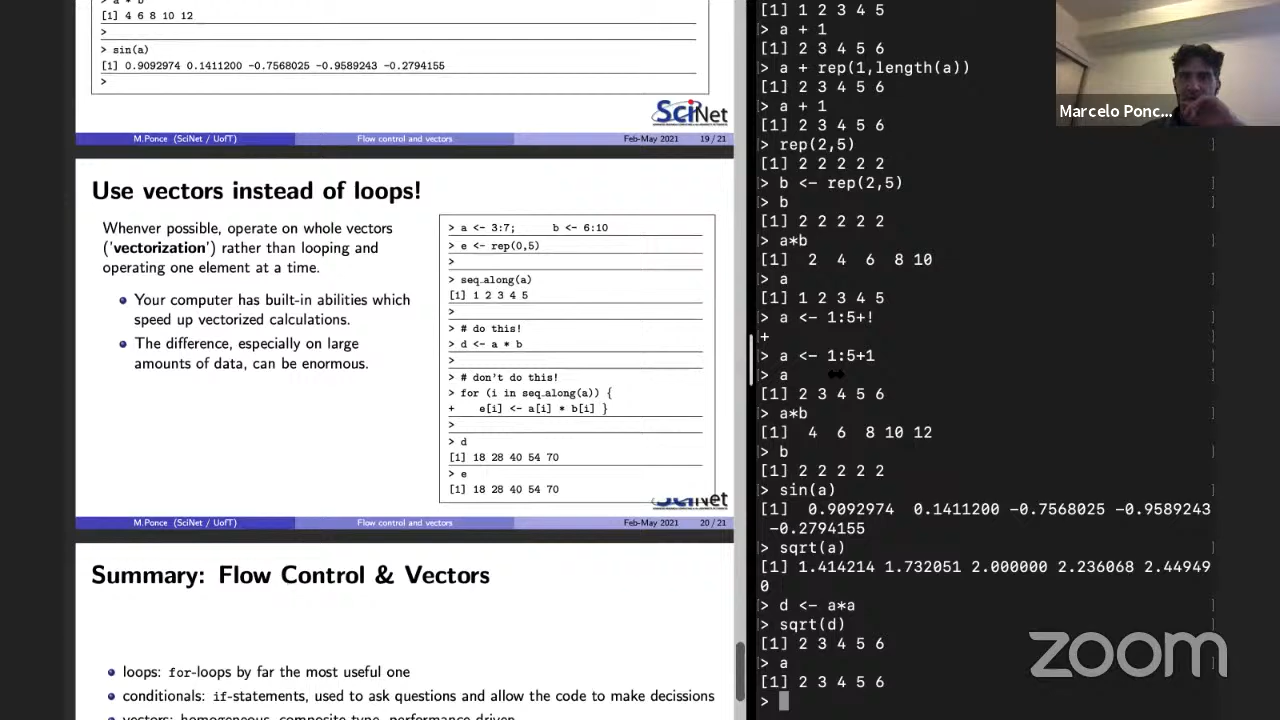 > a * b
[1] 4 6 8 10 12
>
> sin(a)
[1] 0.9092974 0.1411200 -0.7568025 -0.9589243 -0.2794155
>
SciNet
M.Ponce (SciNet / UofT) Flow control and vectors Feb-May 2021 19 / 21
Use vectors instead of loops!
Whenver possible, operate on whole vectors
('vectorization') rather than looping and
operating one element at a time.
Your computer has built-in abilities which
speed up vectorized calculations.
The difference, especially on large
amounts of data, can be enormous.
> a <- 3:7; b <- 6:10
> e <- rep(0,5)
>
> seq_along(a)
[1] 1 2 3 4 5
>
> # do this!
> d <- a * b
>
> # don't do this!
> for (i in seq_along(a)) {
+ e[i] <- a[i] * b[i] }
>
> d
[1] 18 28 40 54 70
> e
[1] 18 28 40 54 70
SciNet
M.Ponce (SciNet / UofT) Flow control and vectors Feb-May 2021 20 / 21
Summary: Flow Control & Vectors
loops: for-loops by far the most useful one
conditionals: if-statements, used to ask questions and allow the code to make decissions
vectors: homogeneous, composite type, performance driven
[1] 1 2 3 4 5
> a + 1
[1] 2 3 4 5 6
> a + rep(1,length(a))
[1] 2 3 4 5 6
> a + 1
[1] 2 3 4 5 6
> rep(2,5)
[1] 2 2 2 2 2
> b <- rep(2,5)
> b
[1] 2 2 2 2 2
> a*b
[1] 2 4 6 8 10
> a
[1] 1 2 3 4 5
> a <- 1:5+!
+
> a <- 1:5+1
> a
[1] 2 3 4 5 6
> a*b
[1] 4 6 8 10 12
> b
[1] 2 2 2 2 2
> sin(a)
[1] 0.9092974 0.1411200 -0.7568025 -0.9589243
-0.2794155
> sqrt(a)
[1] 1.414214 1.732051 2.000000 2.236068 2.44949
0
> d <- a*a
> sqrt(d)
[1] 2 3 4 5 6
> a
[1] 2 3 4 5 6
>
Marcelo Ponc...
zoom